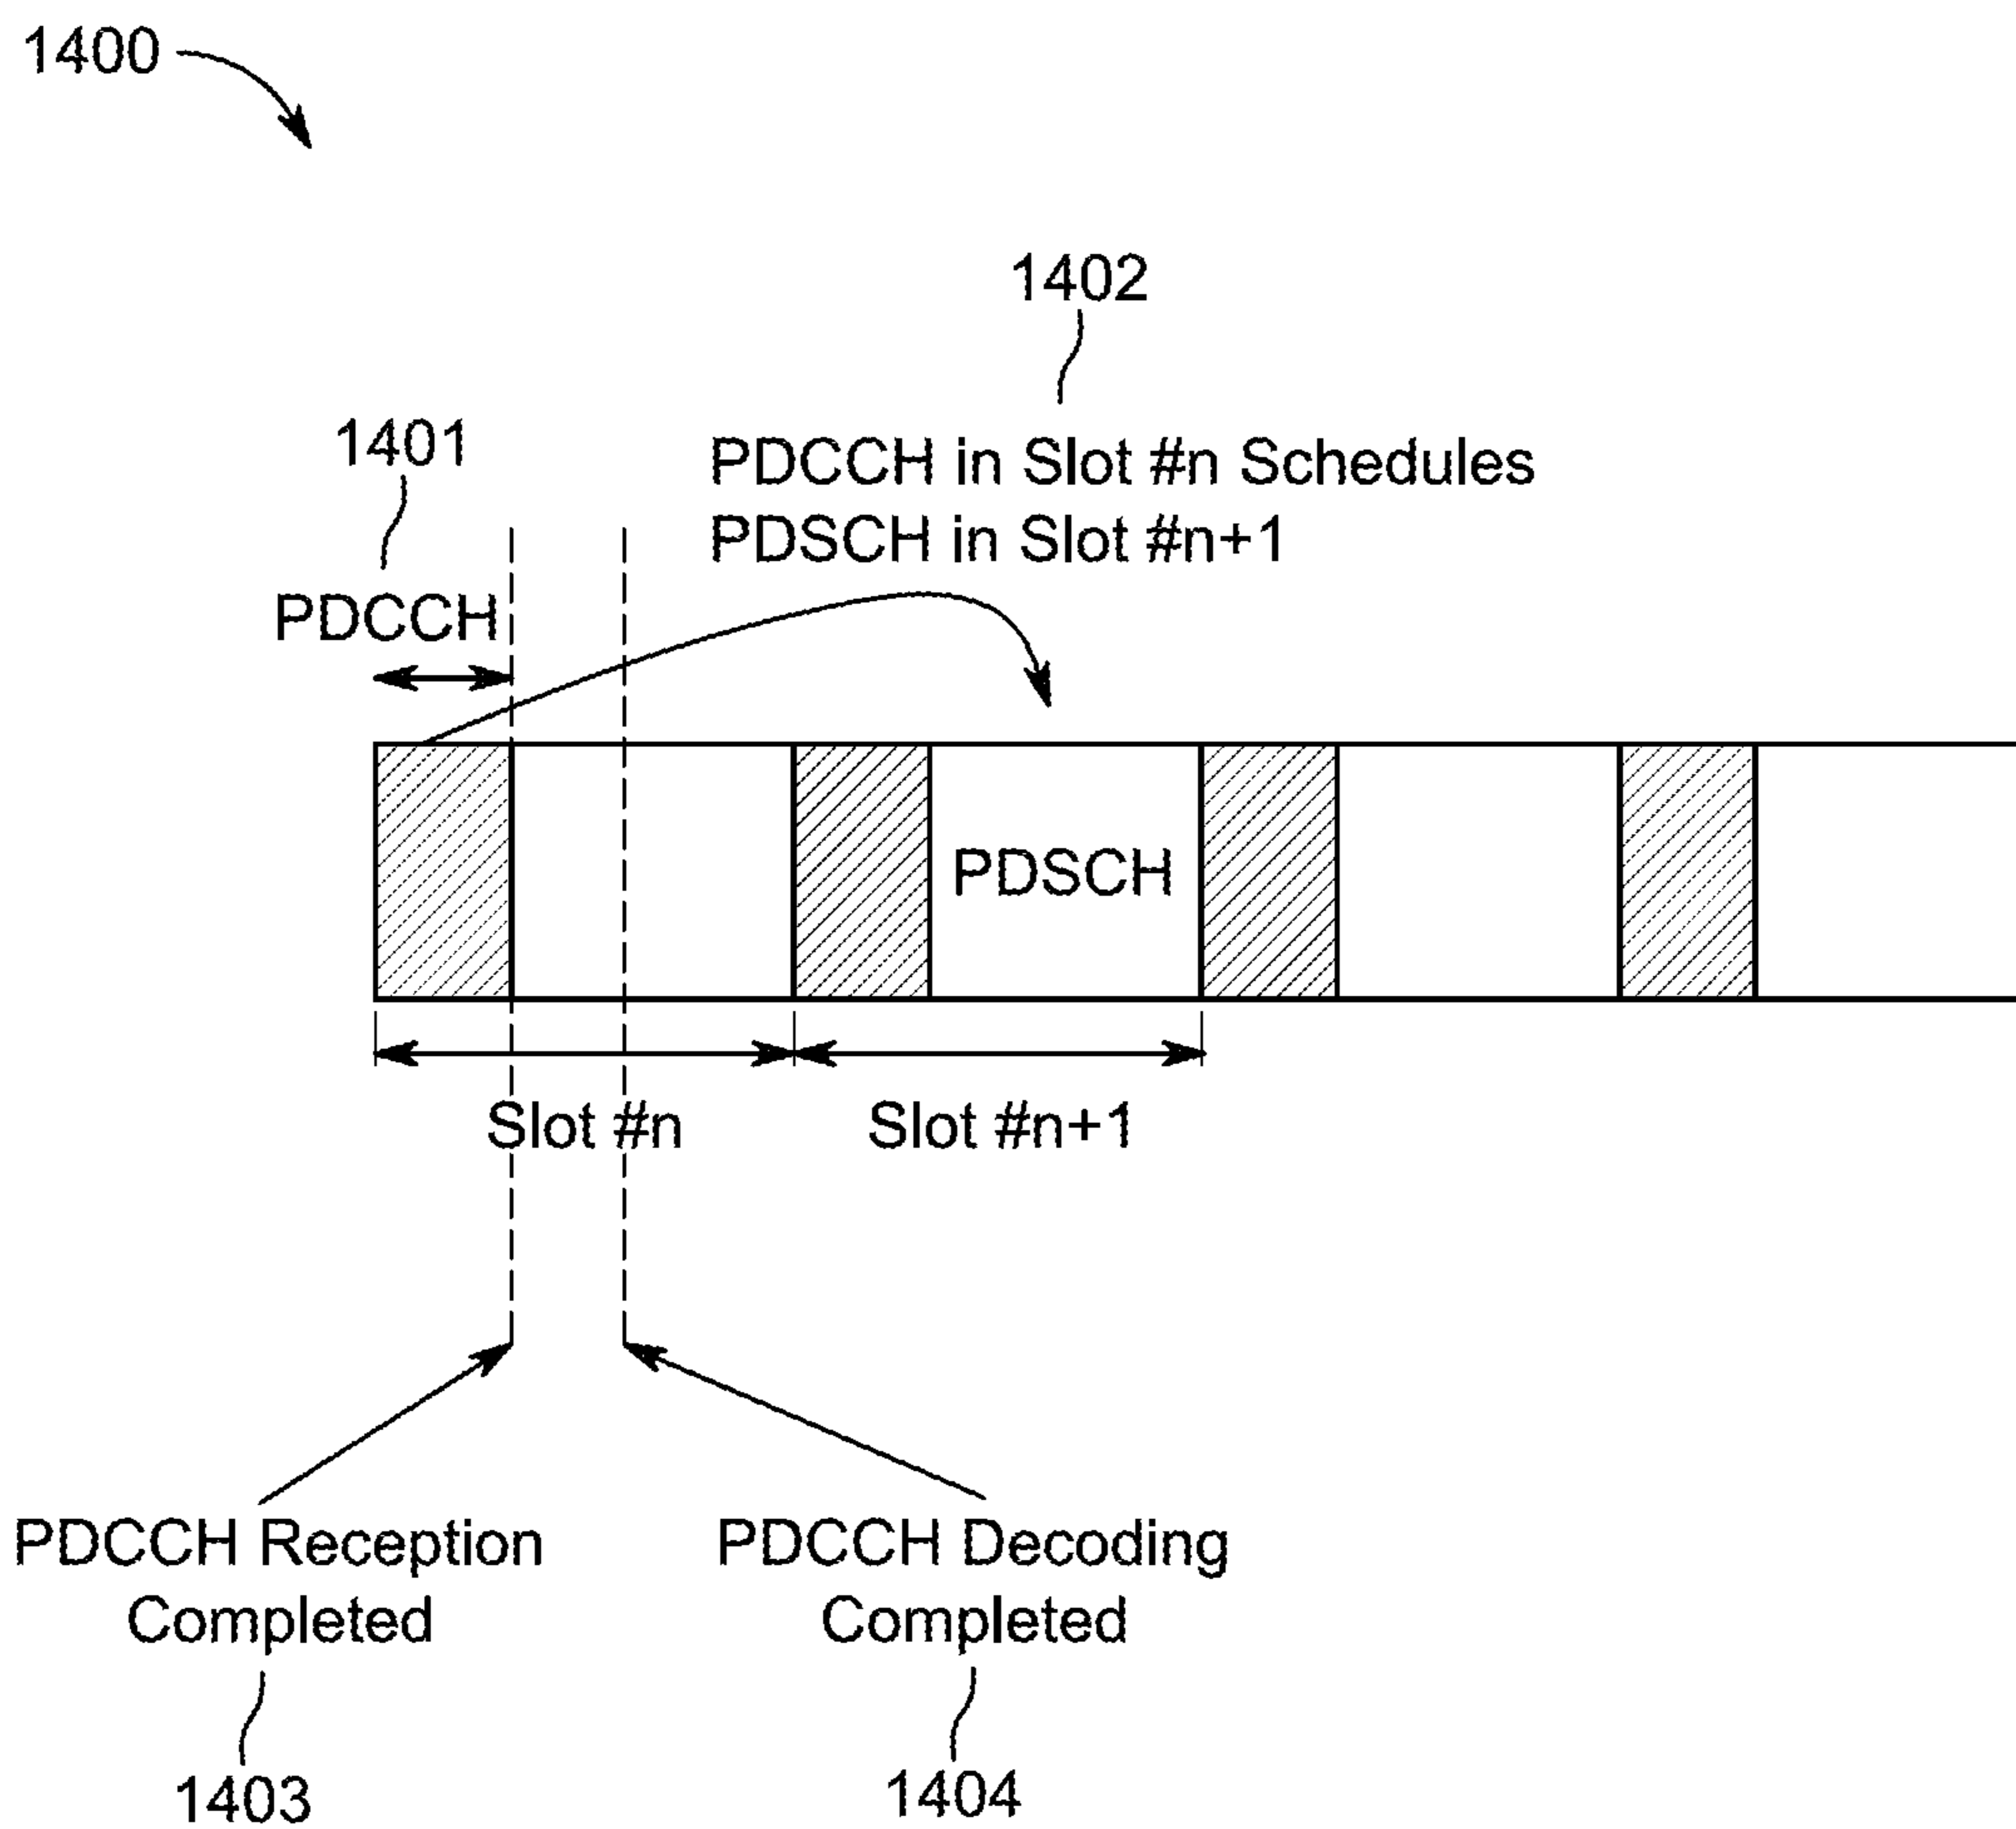 1400
1402
1401
PDCCH in Slot #n Schedules
PDSCH in Slot #n+1
PDCCH
PDSCH
Slot #n
Slot #n+1
PDCCH Reception
Completed
PDCCH Decoding
Completed
1403
1404